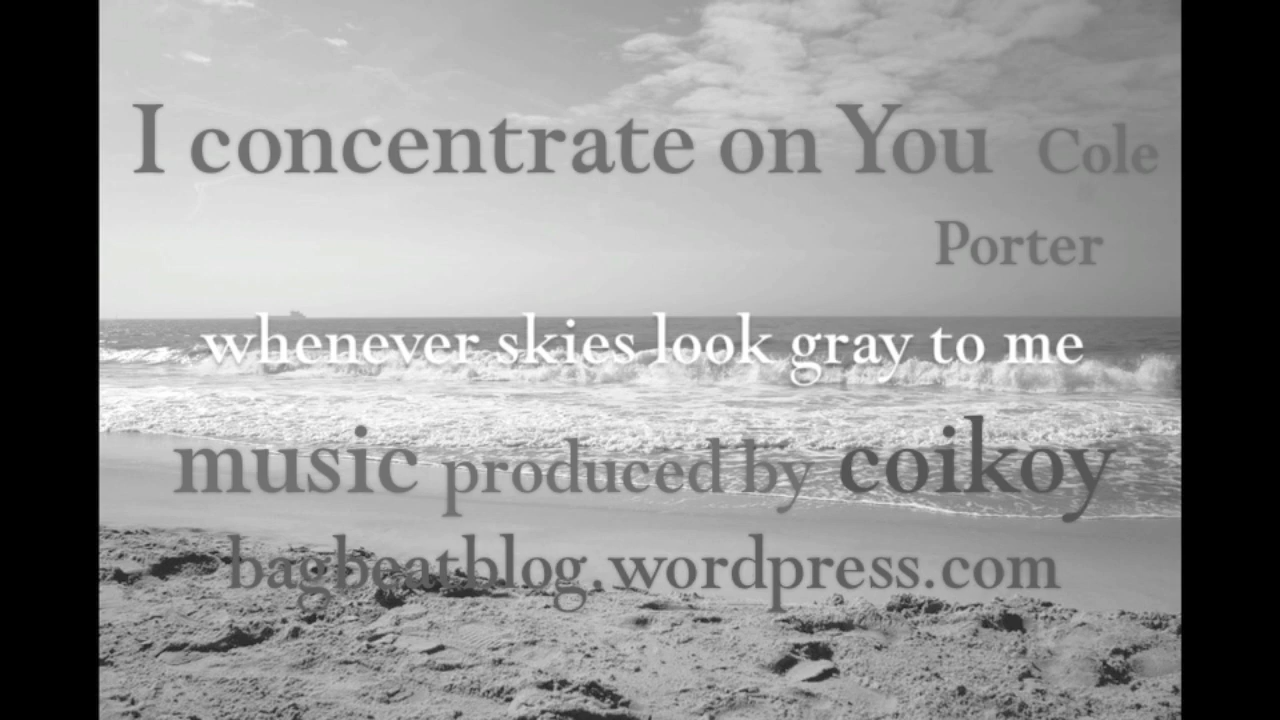 I concentrate on You Cole
Porter
whenever skies look gray to me
music produced by coikoy
bagbeatblog.wordpress.com